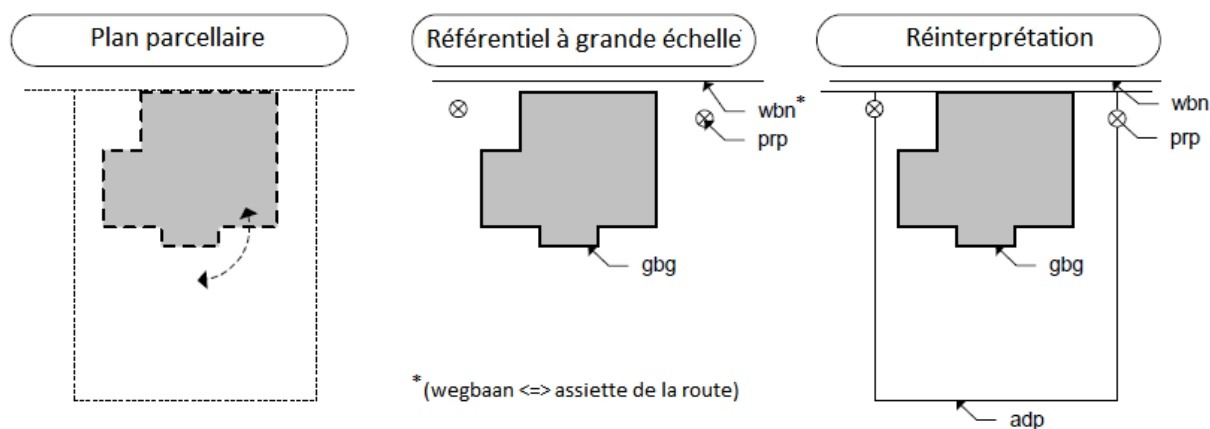 Plan parcellaire
Référentiel à grande échelle
Réinterprétation
wbn*
prp
gbg
*(wegbaan <=> assiette de la route)
wbn
prp
gbg
adp